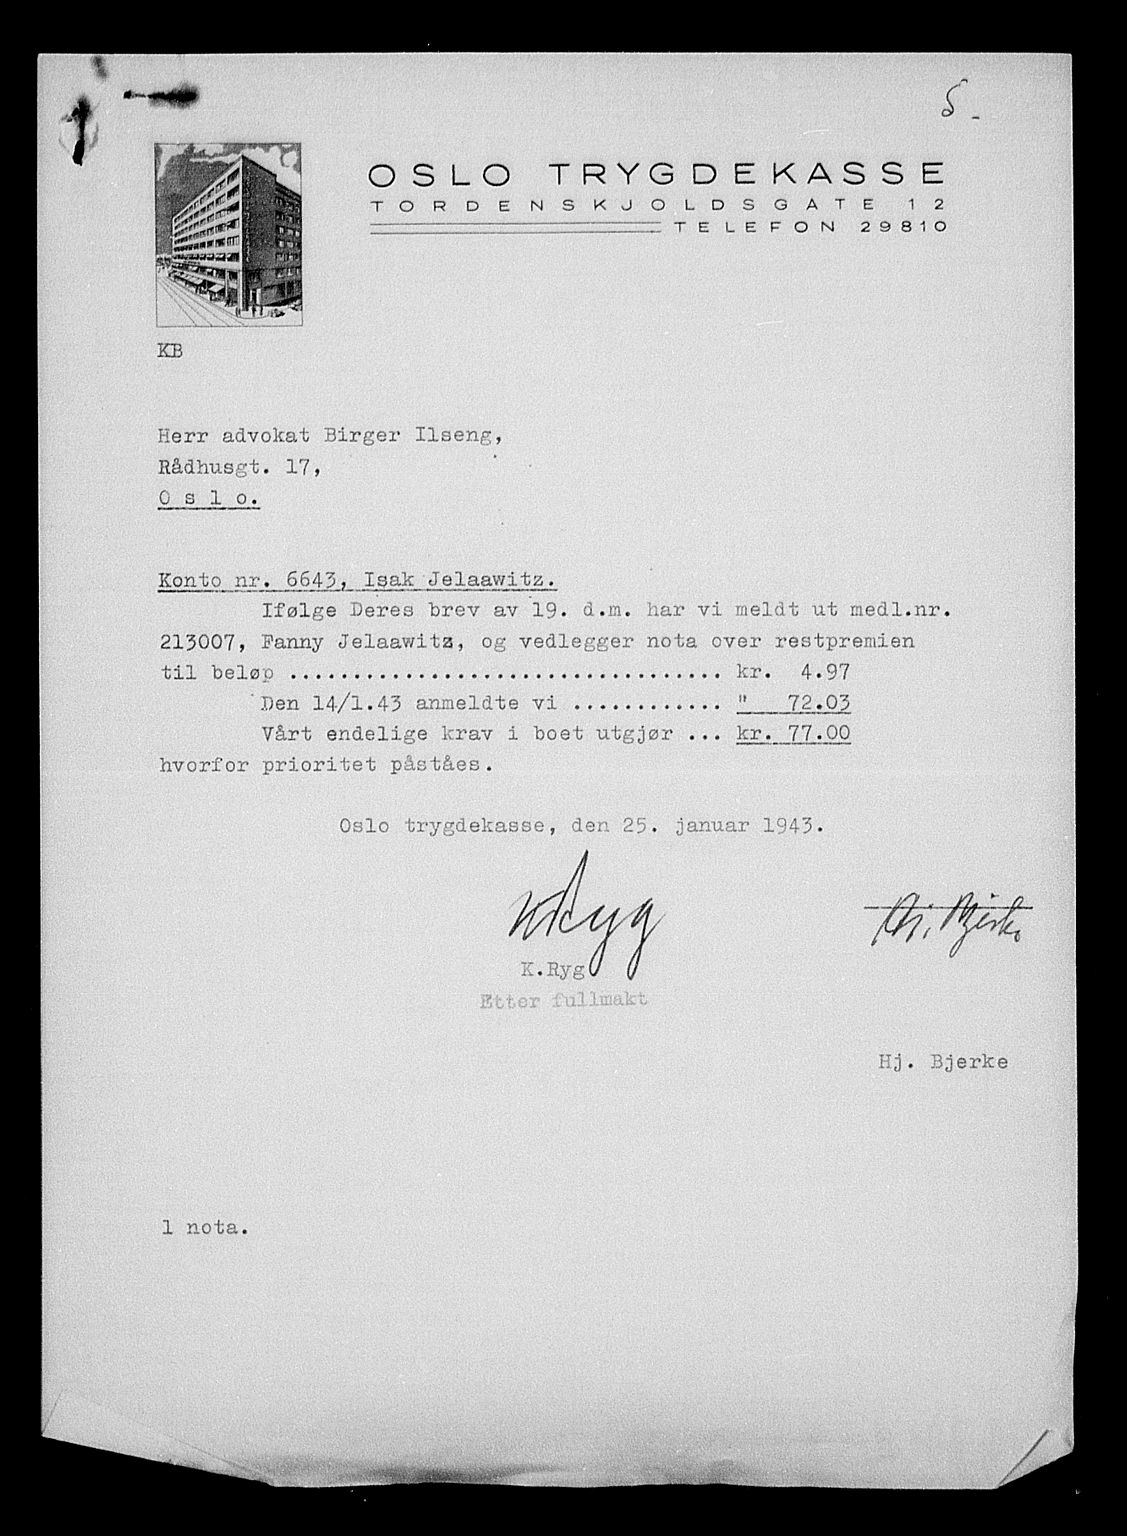 5-
OSLO TRYGDEKASSE
TORDENSKJOLDSGATE 12
TELEFON 29810
KB
Herr advokat Birger Ilseng,
Rådhusgt. 17,
O s l o.
Konto nr. 6643, Isak Jelaawitz.
Ifølge Deres brev av 19. d.m. har vi meldt ut medl.nr.
213007, Fanny Jelaawitz, og vedlegger nota over restpremien
til beløp .................................. kr. 4.97
Den 14/1.43 anmeldte vi ............ " 72.03
Vårt endelige krav i boet utgjør ... kr. 77.00
hvorfor prioritet påståes.
Oslo trygdekasse, den 25. januar 1943.
K Ryg
Hj. Bjerke
K.Ryg
Etter fullmakt
Hj. Bjerke
1 nota.